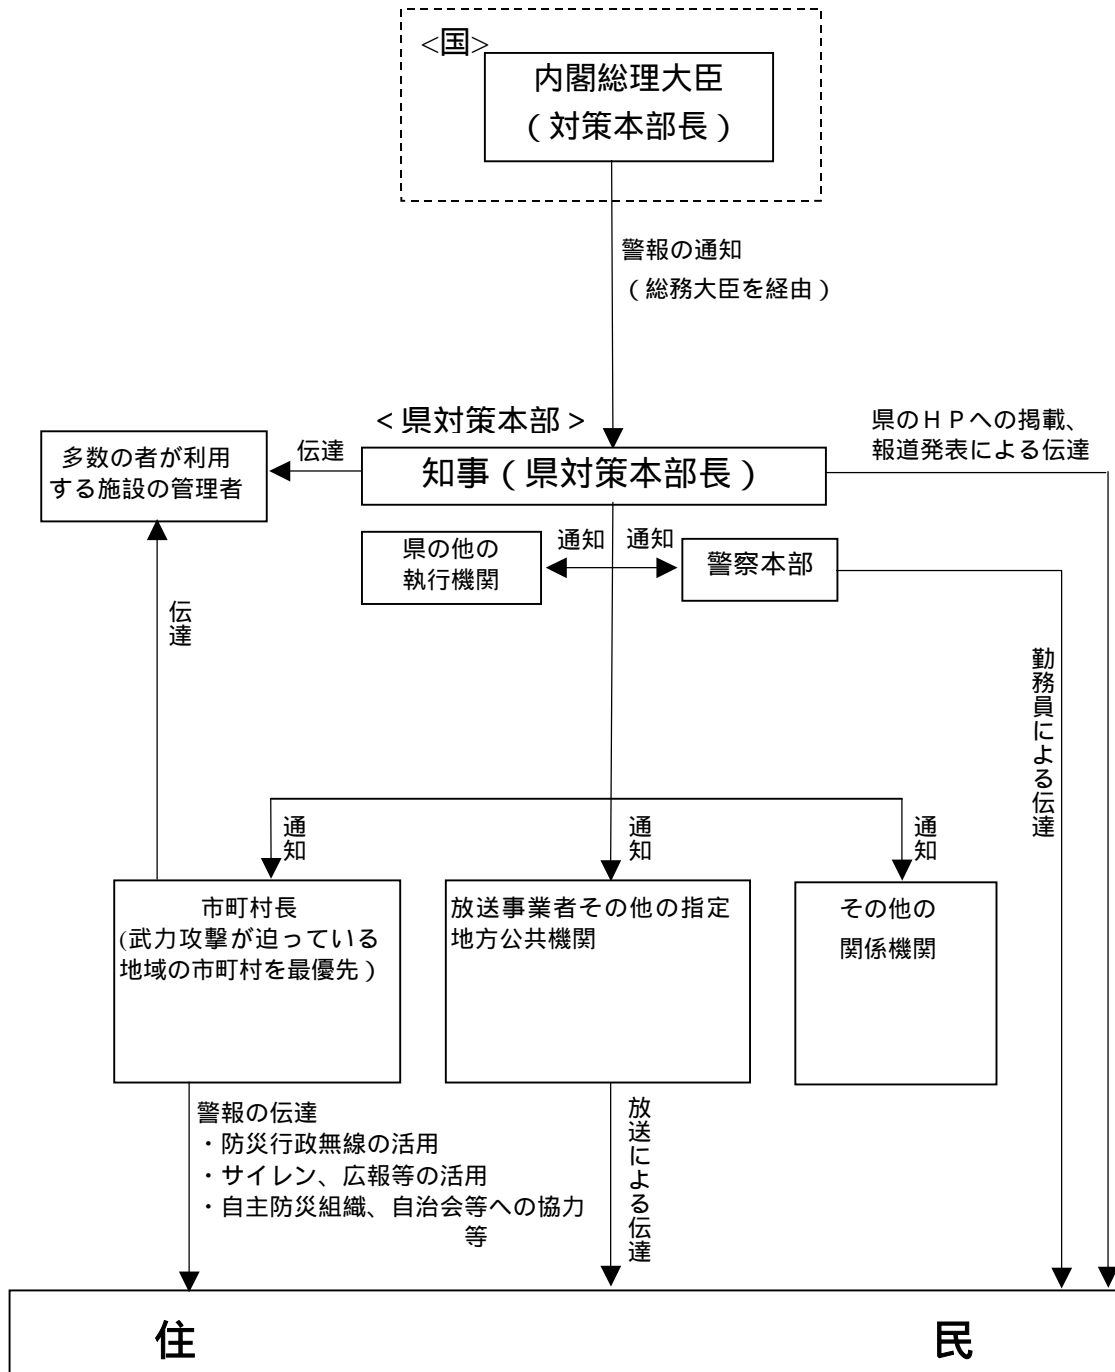 <国>
内閣総理大臣
（対策本部長）
警報の通知
（総務大臣を経由）
＜県対策本部＞
県のＨＰへの掲載、
報道発表による伝達
多数の者が利用
する施設の管理者
伝達
知事（県対策本部長）
県の他の
執行機関
通知
通知
警察本部
伝達
勤務員による伝達
通知
通知
通知
市町村長
(武力攻撃が迫っている
地域の市町村を最優先）
放送事業者その他の指定
地方公共機関
その他の
関係機関
警報の伝達
・防災行政無線の活用
・サイレン、広報等の活用
・自主防災組織、自治会等への協力
等
放送による伝達
住　民